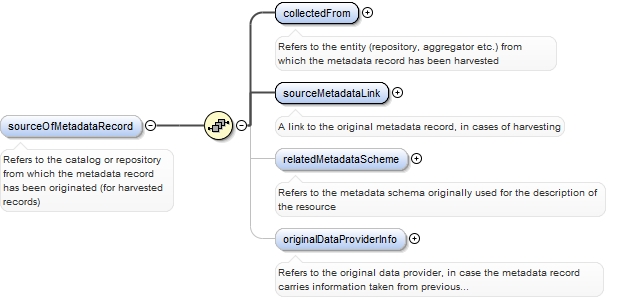 collectedFrom
Refers to the entity (repository, aggregator etc.) from
which the metadata record has been harvested
sourceMetadataLink
A link to the original metadata record, in cases of harvesting
sourceOfMetadataRecord
Refers to the catalog or repository
from which the metadata record
has been originated (for harvested
records)
relatedMetadataScheme
Refers to the metadata schema originally used for the description of
the resource
originalDataProviderInfo
Refers to the original data provider, in case the metadata record
carries information taken from previous...